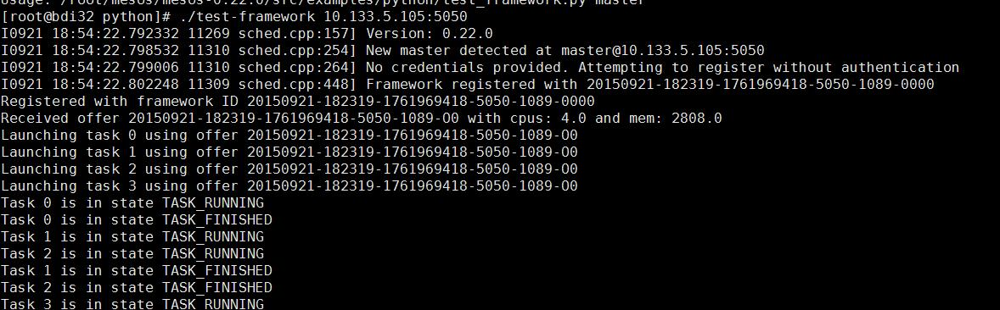 usage: /root/mesos/mesos-0.22.0/src/examples/python/test_framework.py master
[root@bdi32 python]# ./test-framework 10.133.5.105:5050
I0921 18:54:22.792332 11269 sched.cpp:157] Version: 0.22.0
I0921 18:54:22.798532 11310 sched.cpp:254] New master detected at master@10.133.5.105:5050
I0921 18:54:22.799006 11310 sched.cpp:264] No credentials provided. Attempting to register without authentication
I0921 18:54:22.802248 11309 sched.cpp:448] Framework registered with 20150921-182319-1761969418-5050-1089-0000
Registered with framework ID 20150921-182319-1761969418-5050-1089-0000
Received offer 20150921-182319-1761969418-5050-1089-O0 with cpus: 4.0 and mem: 2808.0
Launching task 0 using offer 20150921-182319-1761969418-5050-1089-O0
Launching task 1 using offer 20150921-182319-1761969418-5050-1089-O0
Launching task 2 using offer 20150921-182319-1761969418-5050-1089-O0
Launching task 3 using offer 20150921-182319-1761969418-5050-1089-O0
Task 0 is in state TASK_RUNNING
Task 0 is in state TASK_FINISHED
Task 1 is in state TASK_RUNNING
Task 2 is in state TASK_RUNNING
Task 1 is in state TASK_FINISHED
Task 2 is in state TASK_FINISHED
Task 3 is in state TASK_RUNNING